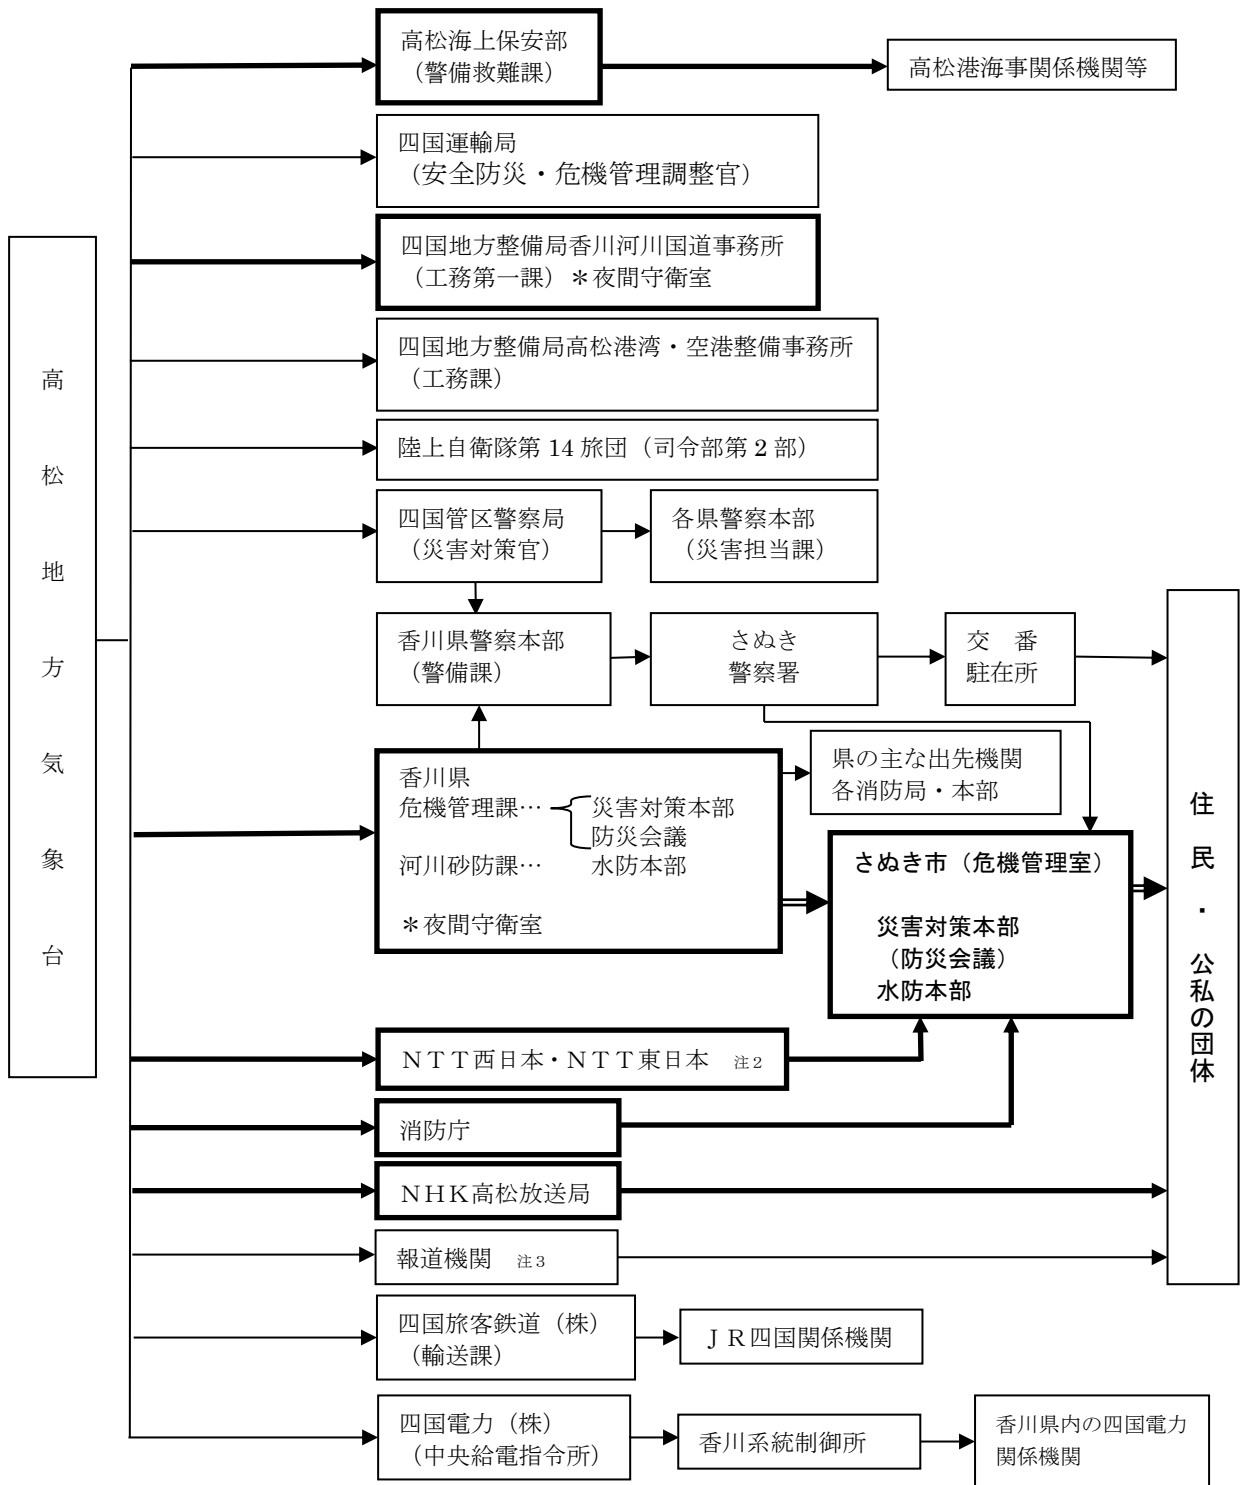 高松地方気象台
高松海上保安部
（警備救難課）
高松港海事関係機関等
四国運輸局
（安全防災・危機管理調整官）
四国地方整備局香川河川国道事務所
（工務第一課）＊夜間守衛室
四国地方整備局高松港湾・空港整備事務所
（工務課）
陸上自衛隊第 14 旅団（司令部第 2 部）
四国管区警察局
（災害対策官）
各県警察本部
（災害担当課）
香川県警察本部
（警備課）
さぬき
警察署
交　番
駐在所
香川県
危機管理課… 災害対策本部
防災会議
河川砂防課… 水防本部
＊夜間守衛室
県の主な出先機関
各消防局・本部
さぬき市（危機管理室）
災害対策本部
（防災会議）
水防本部
住民・公私の団体
ＮＴＴ西日本・ＮＴＴ東日本　注２
消防庁
ＮＨＫ高松放送局
報道機関　注３
四国旅客鉄道（株）
（輸送課）
ＪＲ四国関係機関
四国電力（株）
（中央給電指令所）
香川系統制御所
香川県内の四国電力
関係機関